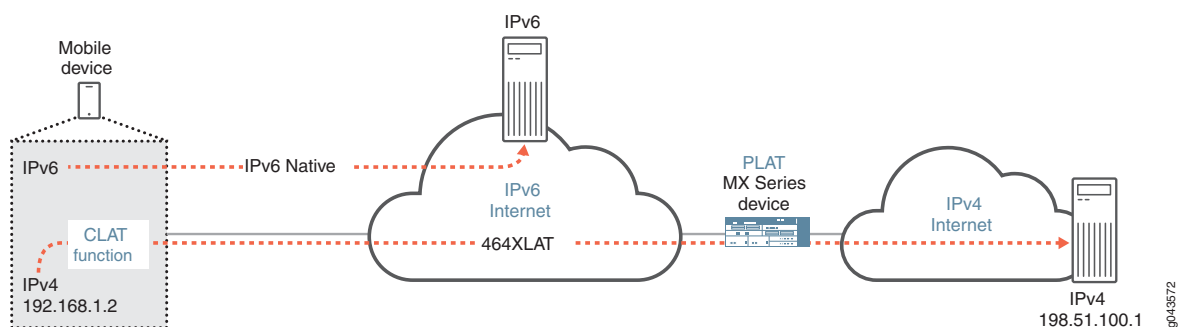 IPv6
Mobile
device
IPv6
IPv6 Native
IPv6
Internet
PLAT
MX Series
device
IPv4
Internet
CLAT
function
464XLAT
IPv4
192.168.1.2
IPv4
198.51.100.1
g043572